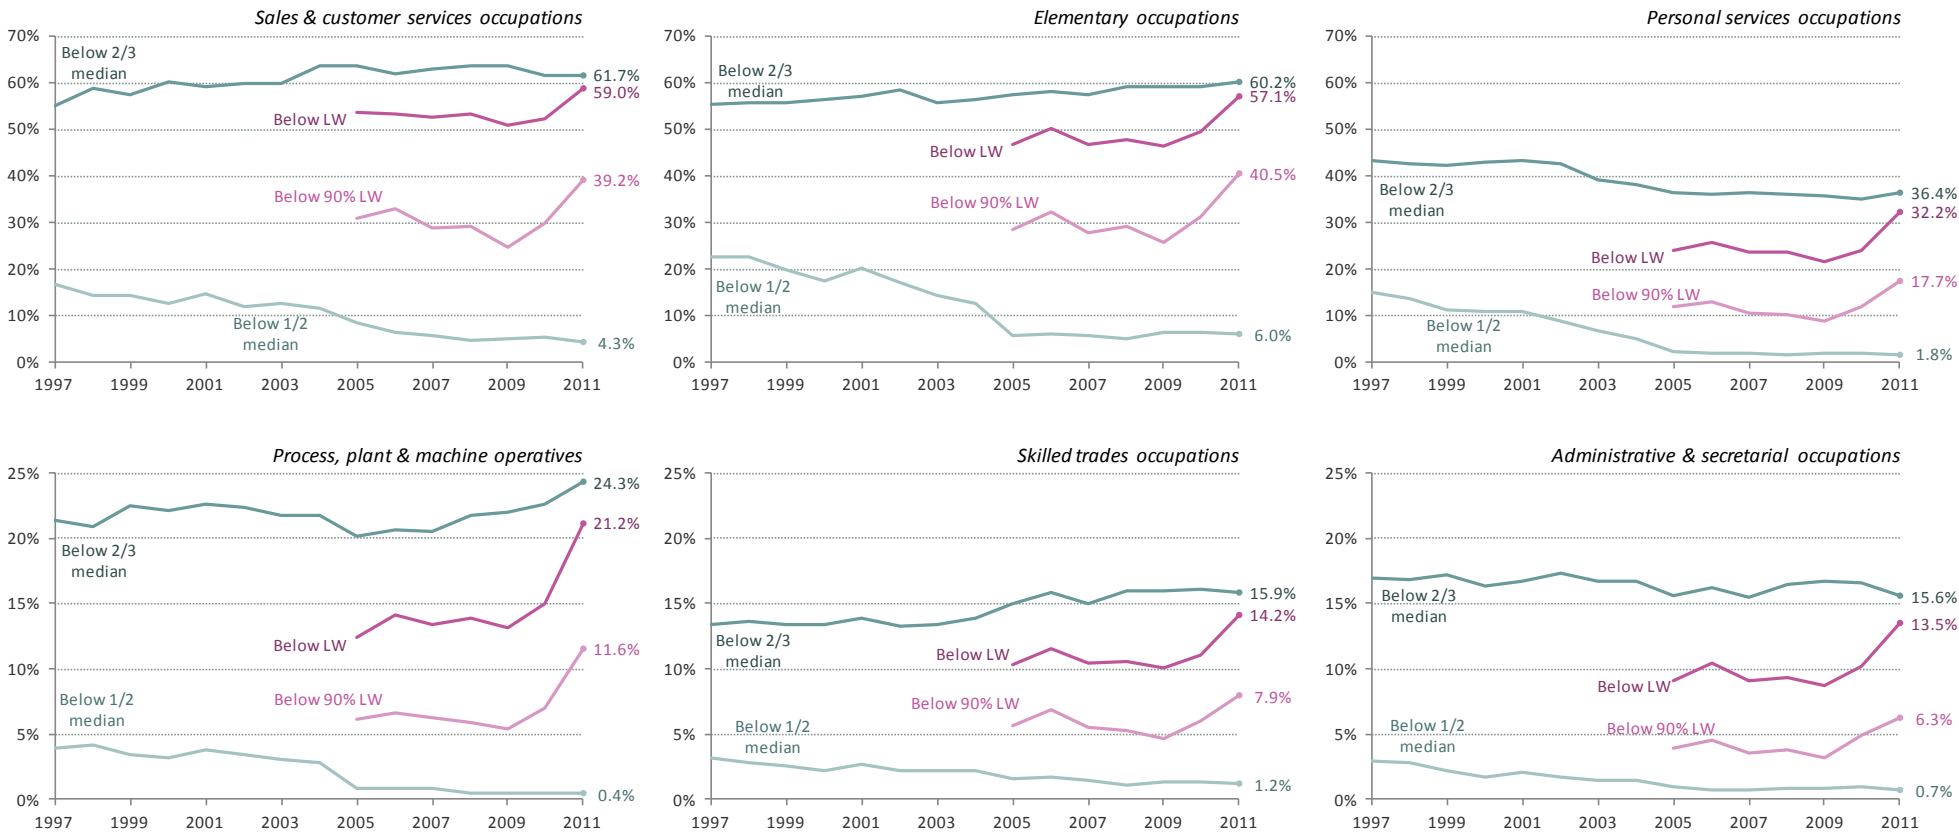 Sales & customer services occupations
70%
60%
50%
40%
30%
20%
10%
0%
Below 2/3
median
61.7%
59.0%
Below LW
Below 90% LW
39.2%
Below 1/2
median
4.3%
1997 1999 2001 2003 2005 2007 2009 2011
Elementary occupations
70%
60%
50%
40%
30%
20%
10%
0%
Below 2/3
median
60.2%
57.1%
Below LW
Below 90% LW
40.5%
Below 1/2
median
6.0%
1997 1999 2001 2003 2005 2007 2009 2011
Personal services occupations
70%
60%
50%
40%
30%
20%
10%
0%
Below 2/3
median
36.4%
32.2%
Below LW
Below 90% LW
17.7%
Below 1/2
median
1.8%
1997 1999 2001 2003 2005 2007 2009 2011
Process, plant & machine operatives
25%
20%
15%
10%
5%
0%
24.3%
21.2%
Below 2/3
median
Below LW
11.6%
Below 90% LW
Below 1/2
median
0.4%
1997 1999 2001 2003 2005 2007 2009 2011
Skilled trades occupations
25%
20%
15%
10%
5%
0%
15.9%
14.2%
Below 2/3
median
Below LW
Below 90% LW
7.9%
Below 1/2
median
1.2%
1997 1999 2001 2003 2005 2007 2009 2011
Administrative & secretarial occupations
25%
20%
15%
10%
5%
0%
Below 2/3
median
15.6%
13.5%
Below LW
Below 90% LW
6.3%
Below 1/2
median
0.7%
1997 1999 2001 2003 2005 2007 2009 2011